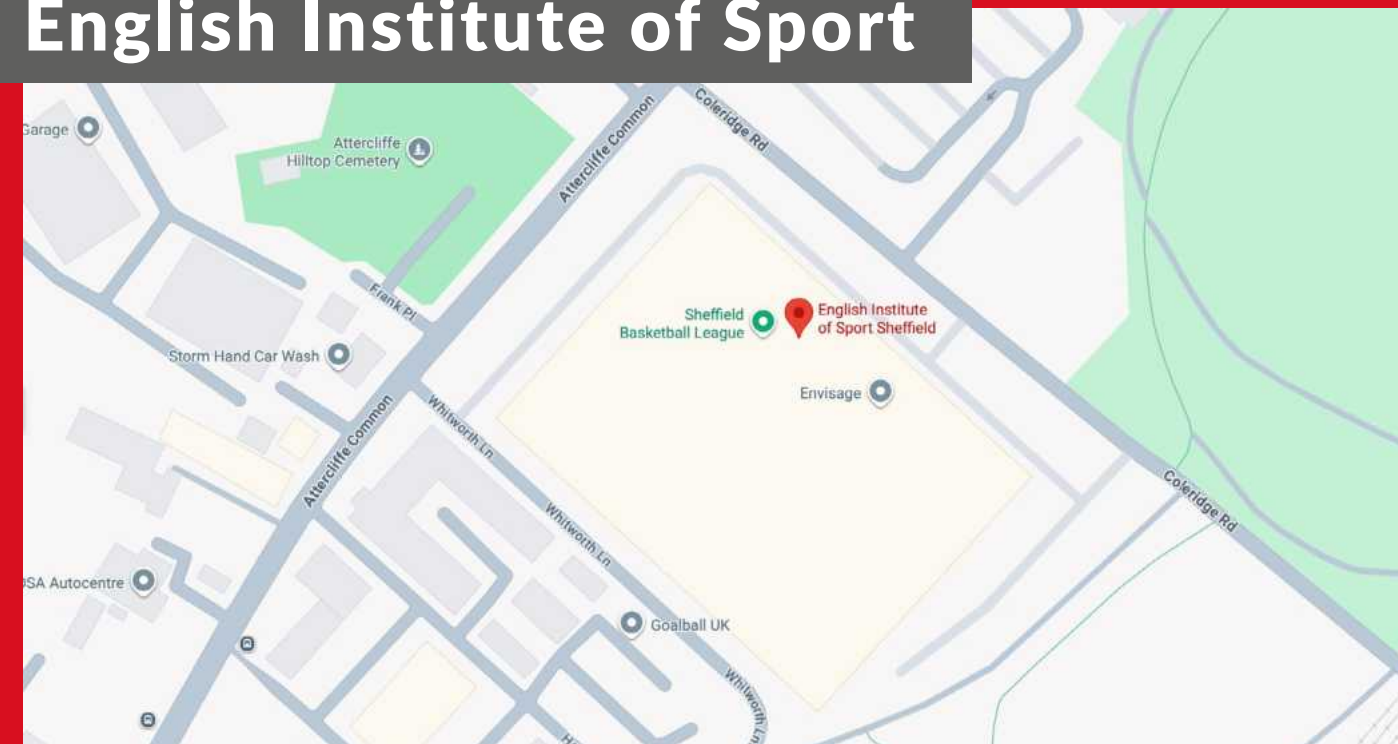 English Institute of Sport
Coleridge Rd
Attercliffe Common
Garage
Attercliffe
Hilltop Cemetery
Frank Pl
Sheffield
Basketball League
English Institute
of Sport Sheffield
Storm Hand Car Wash
Envisage
Whitworth Ln
Attercliffe Common
Coleridge Rd
Whitworth Ln
SA Autocentre
Goalball UK
Whitworth Ln